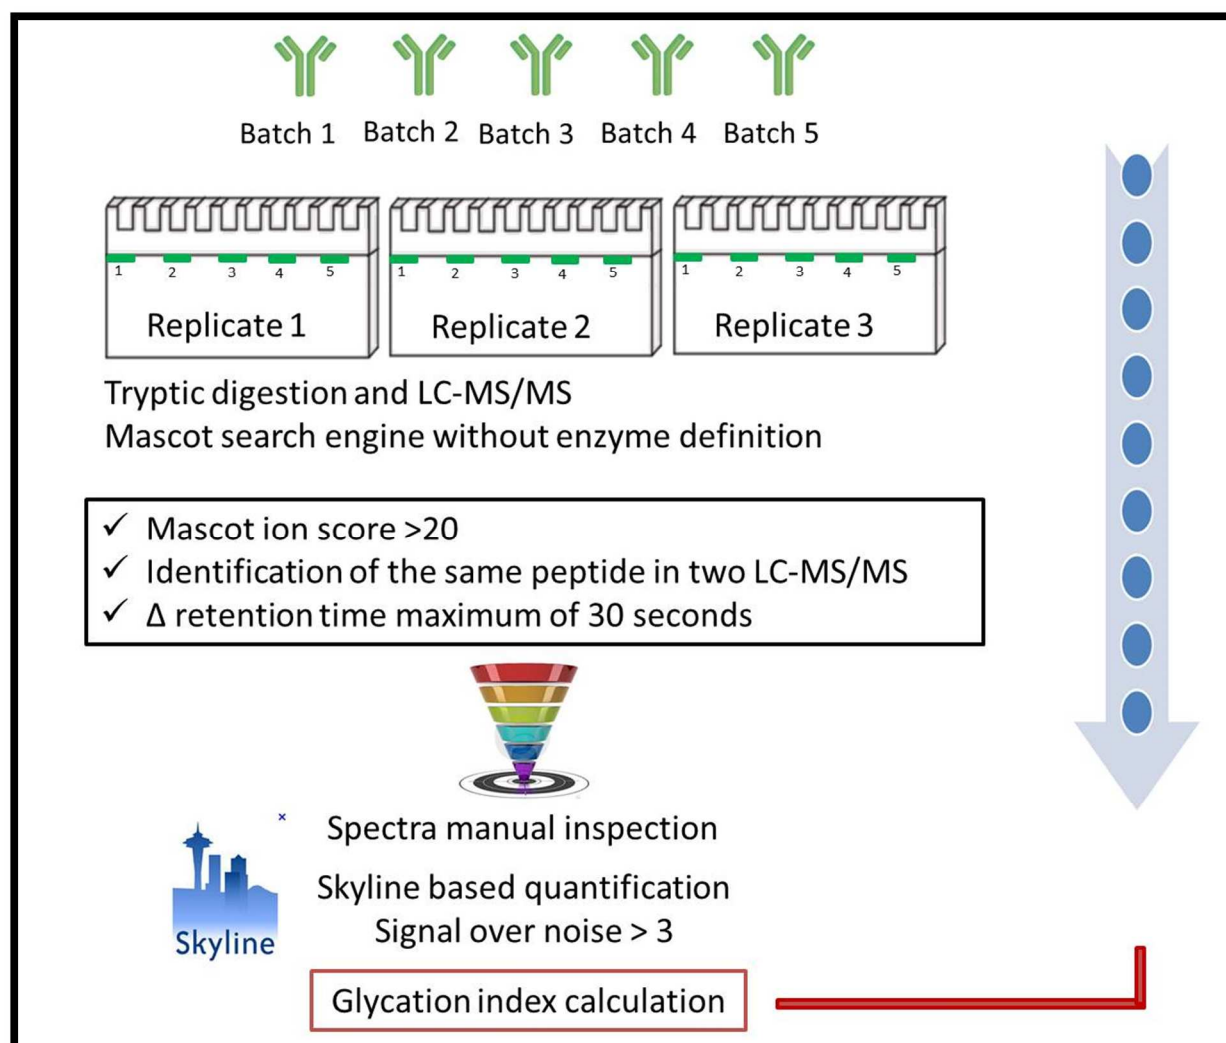 Batch 1 Batch 2 Batch 3 Batch 4 Batch 5
1 2 3 4 5 1 2 3 4 5 1 2 3 4 5
Replicate 1 Replicate 2 Replicate 3
Tryptic digestion and LC-MS/MS
Mascot search engine without enzyme definition
✓ Mascot ion score >20
✓ Identification of the same peptide in two LC-MS/MS
✓ Δ retention time maximum of 30 seconds
x
Spectra manual inspection
Skyline based quantification
Signal over noise > 3
Skyline
Glycation index calculation